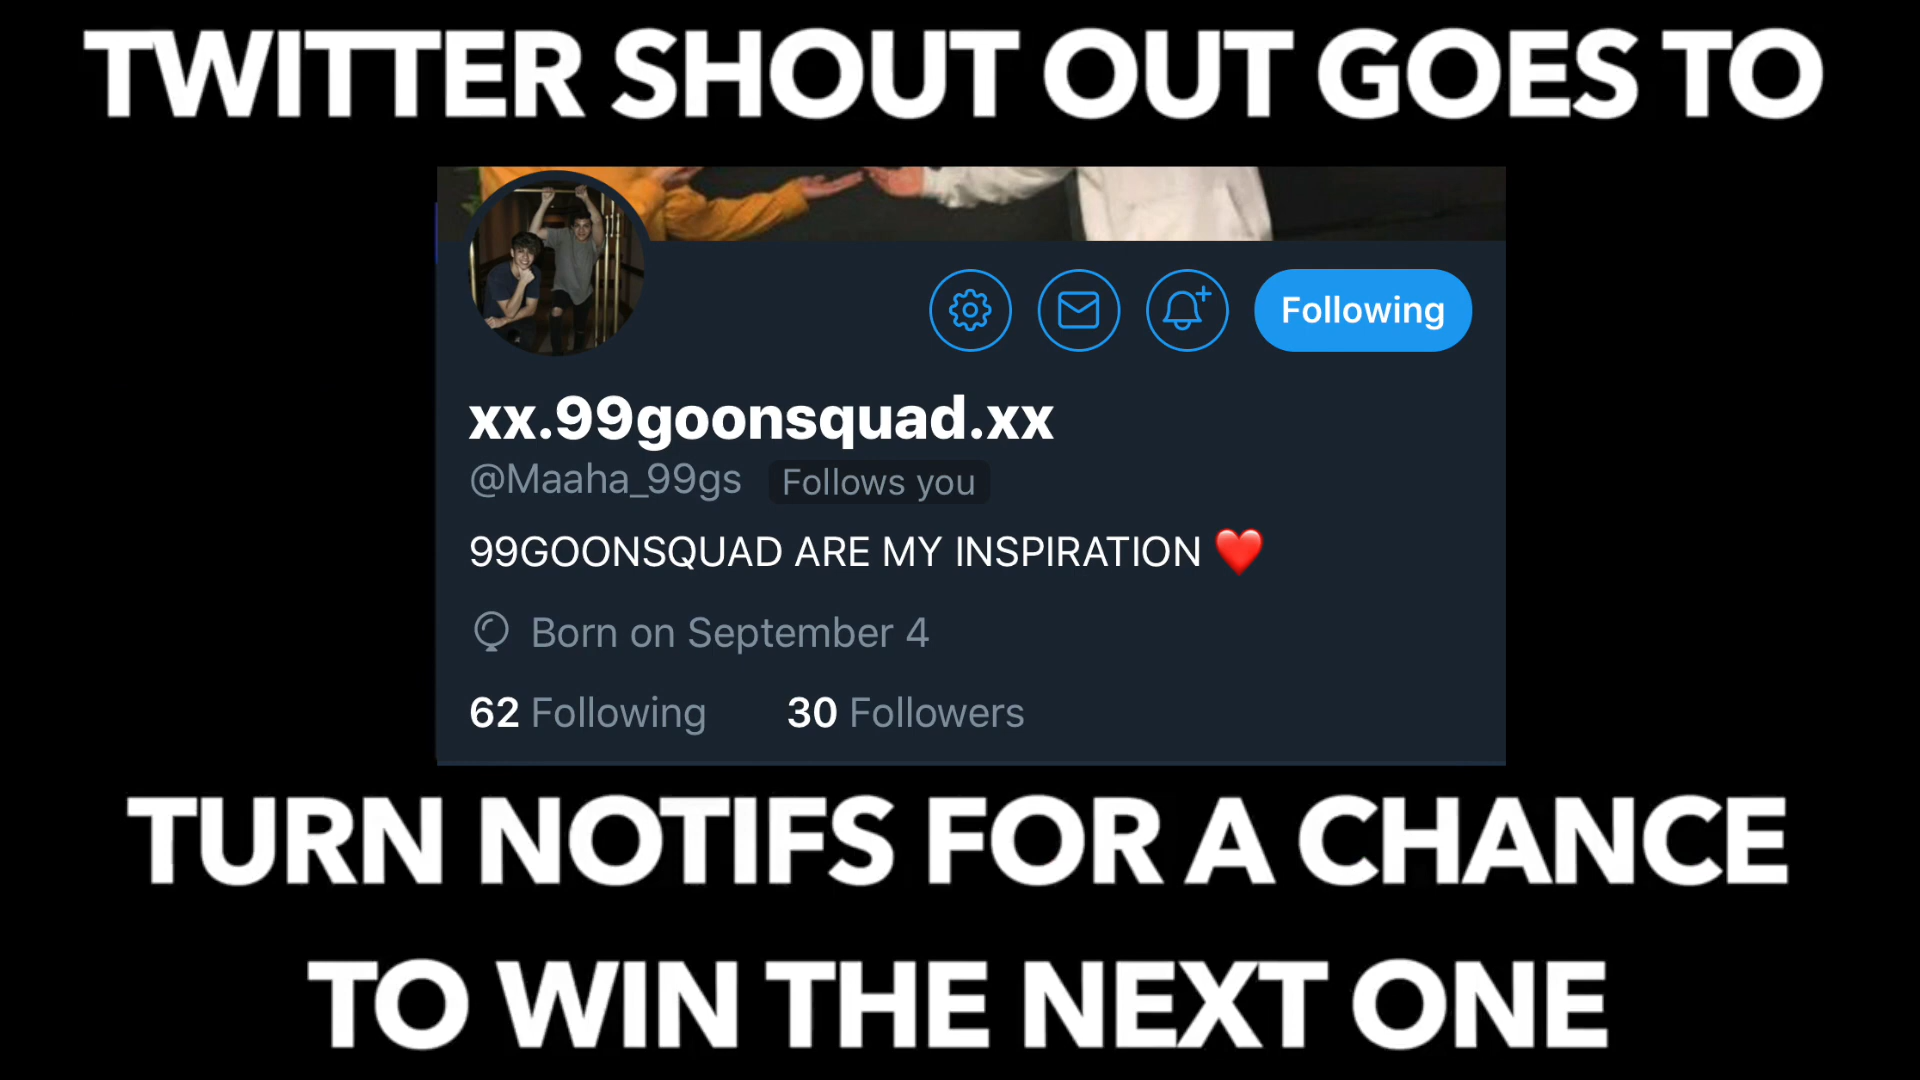 TWITTER SHOUT OUT GOES TO
Following
xx.99goonsquad.xx
@Maaha_99gs Follows you
99GOONSQUAD ARE MY INSPIRATION ❤️
Born on September 4
62 Following 30 Followers
TURN NOTIFS FOR A CHANCE
TO WIN THE NEXT ONE